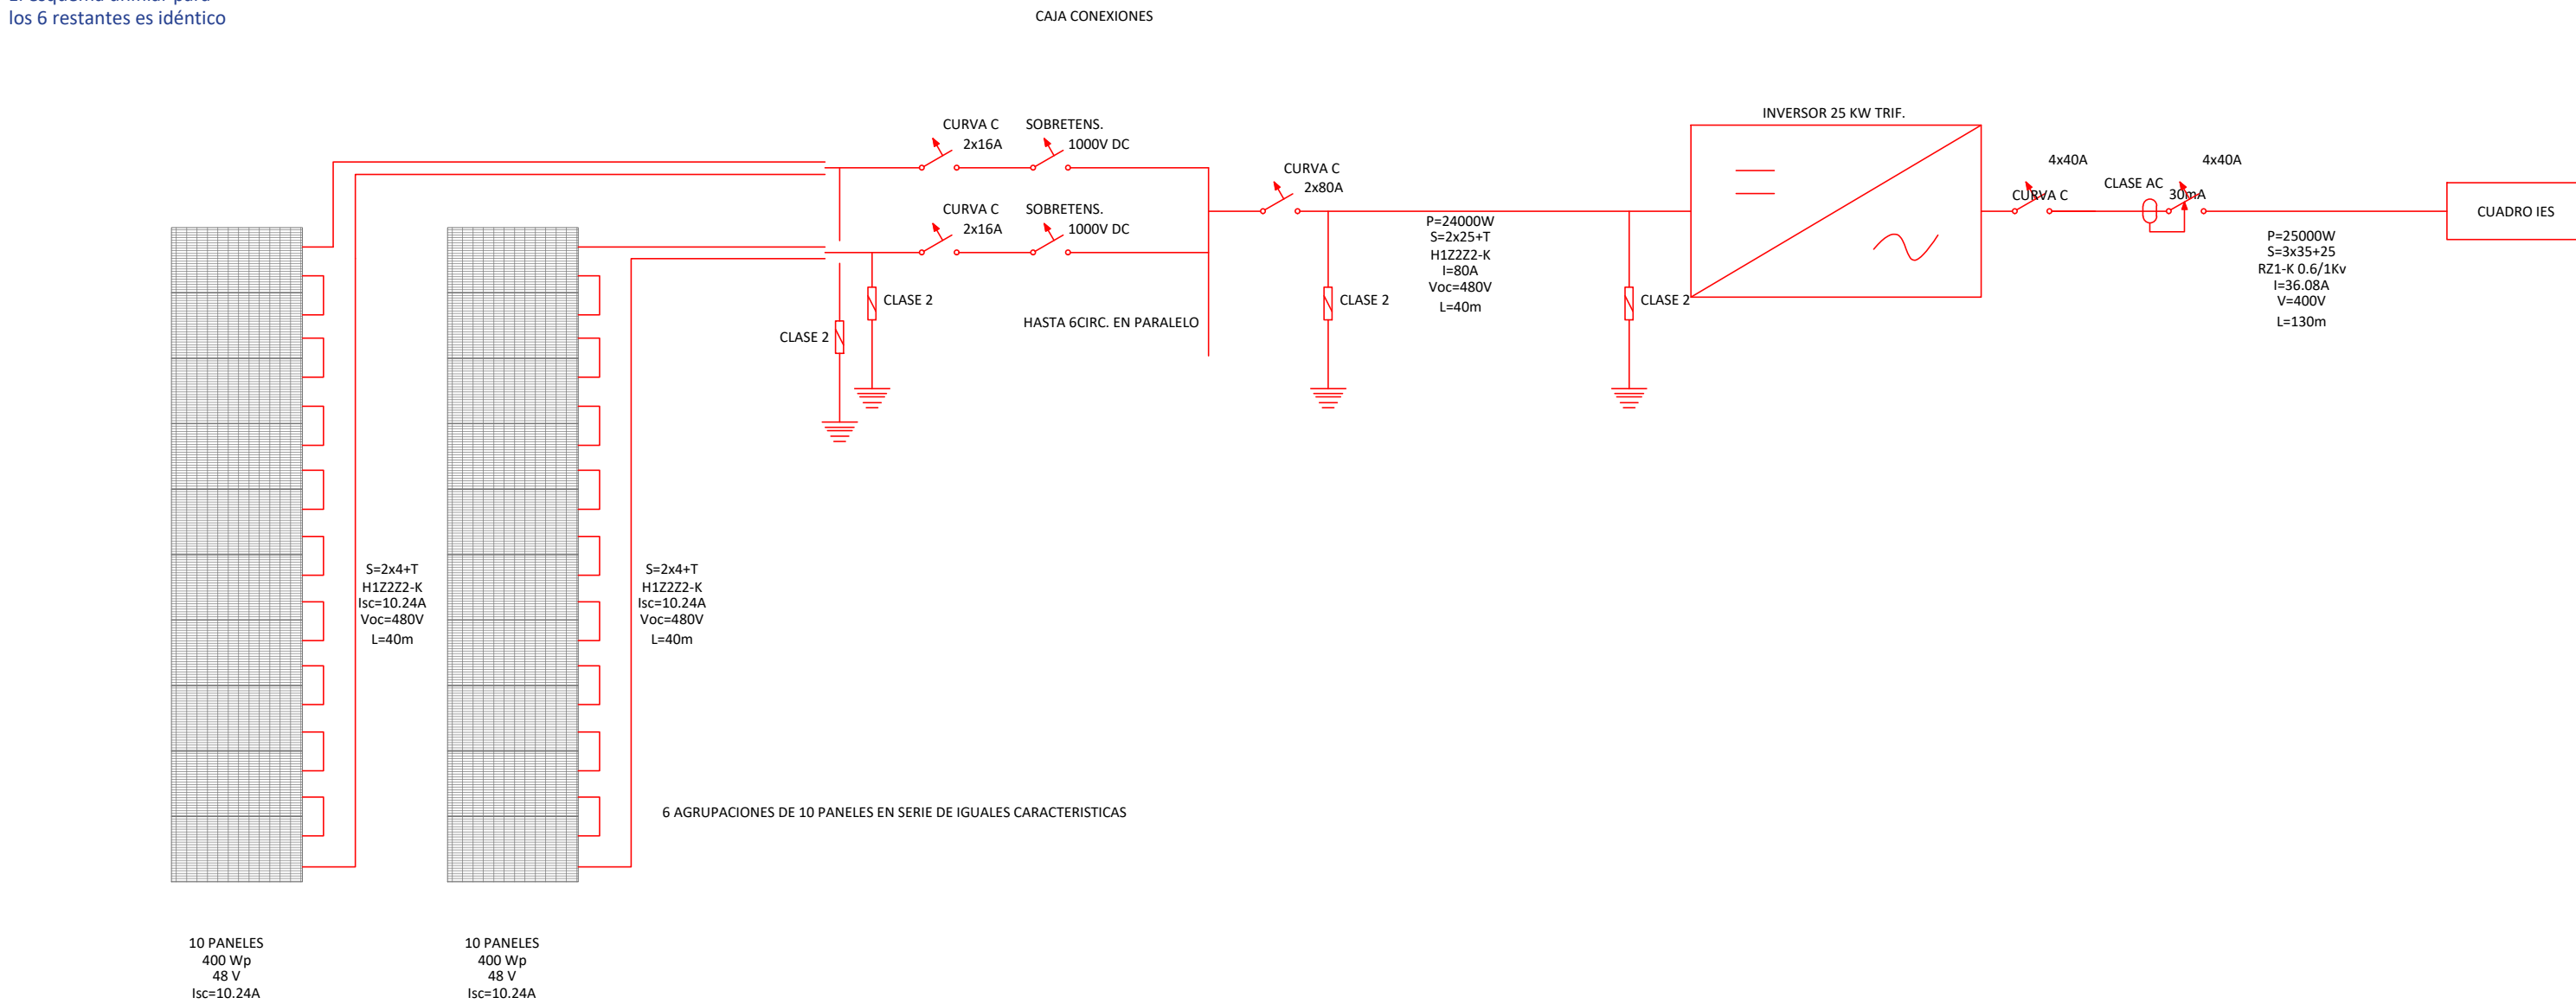 los 6 restantes es idéntico
CAJA CONEXIONES
CURVA C
2x16A
SOBRETENS.
1000V DC
CURVA C
2x16A
SOBRETENS.
1000V DC
CLASE 2
CLASE 2
HASTA 6CIRC. EN PARALELO
CURVA C
2x80A
CLASE 2
P=24000W
S=2x25+T
H1Z2Z2-K
I=80A
Voc=480V
L=40m
CLASE 2
INVERSOR 25 KW TRIF.
4x40A
CURVA C
CLASE AC
4x40A
30mA
P=25000W
S=3x35+25
RZ1-K 0.6/1Kv
I=36.08A
V=400V
L=130m
CUADRO IES
S=2x4+T
H1Z2Z2-K
Isc=10.24A
Voc=480V
L=40m
S=2x4+T
H1Z2Z2-K
Isc=10.24A
Voc=480V
L=40m
6 AGRUPACIONES DE 10 PANELES EN SERIE DE IGUALES CARACTERISTICAS
10 PANELES
400 Wp
48 V
Isc=10.24A
10 PANELES
400 Wp
48 V
Isc=10.24A